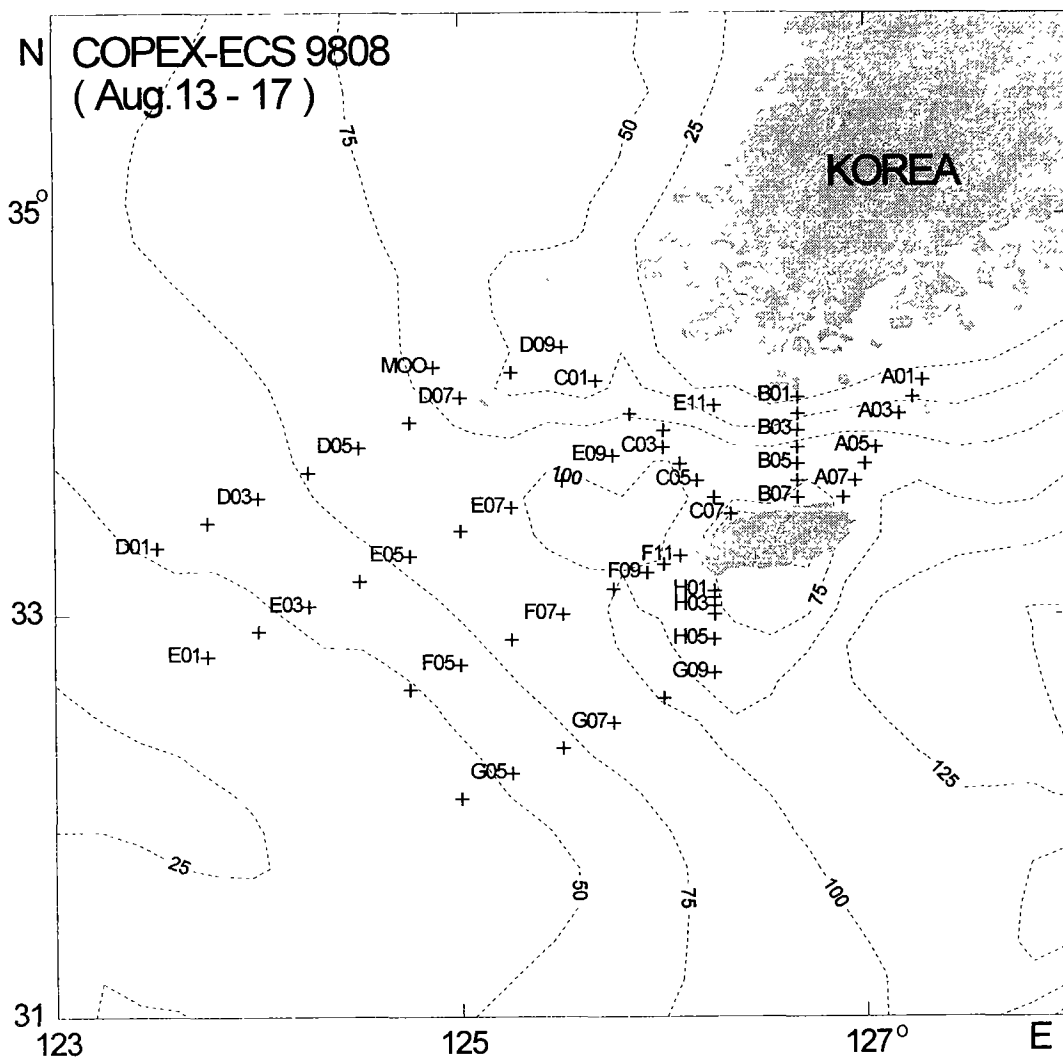 N COPEX-ECS 9808
( Aug.13 - 17 )
75
50
25
KOREA
35°
D09
MOO
C01
A01
D07
E11
B01
A03
B03
D05
C03
A05
E09
B05
100
C05
A07
D03
B07
E07
C07
D01
E05
F11
F09
H01
75
E03
H03
33
F07
H05
E01
F05
G09
G07
G05
125
25
50
75
100
31
123
125
127°
E